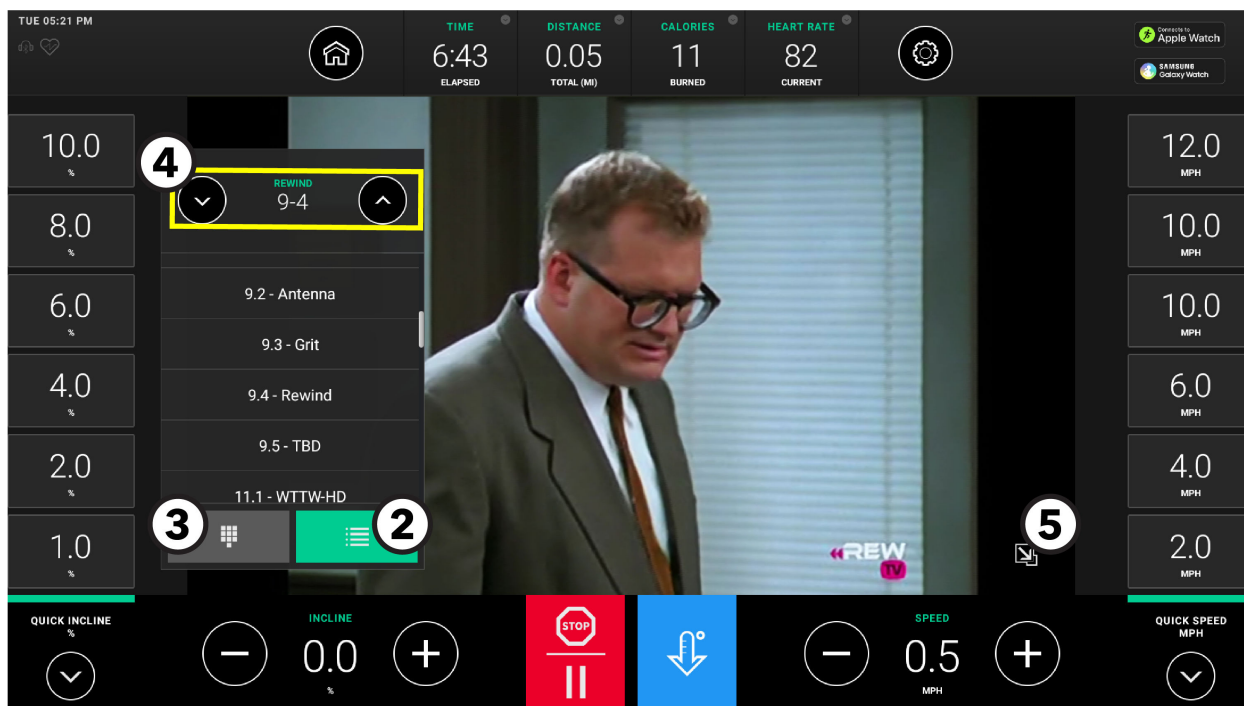 TUE 05:21 PM
TIME
6:43
ELAPSED
DISTANCE
0.05
TOTAL (MI)
CALORIES
11
BURNED
HEART RATE
82
CURRENT
Connects to
Apple Watch
SAMSUNG
Galaxy Watch
10.0
%
8.0
%
6.0
%
4.0
%
2.0
%
1.0
%
QUICK INCLINE
%
4
REWIND
9-4
9.2 - Antenna
9.3 - Grit
9.4 - Rewind
9.5 - TBD
11.1 - WTTW-HD
3
2
5
REW
TV
12.0
MPH
10.0
MPH
10.0
MPH
6.0
MPH
4.0
MPH
2.0
MPH
QUICK SPEED
MPH
INCLINE
0.0
%
STOP
SPEED
0.5
MPH